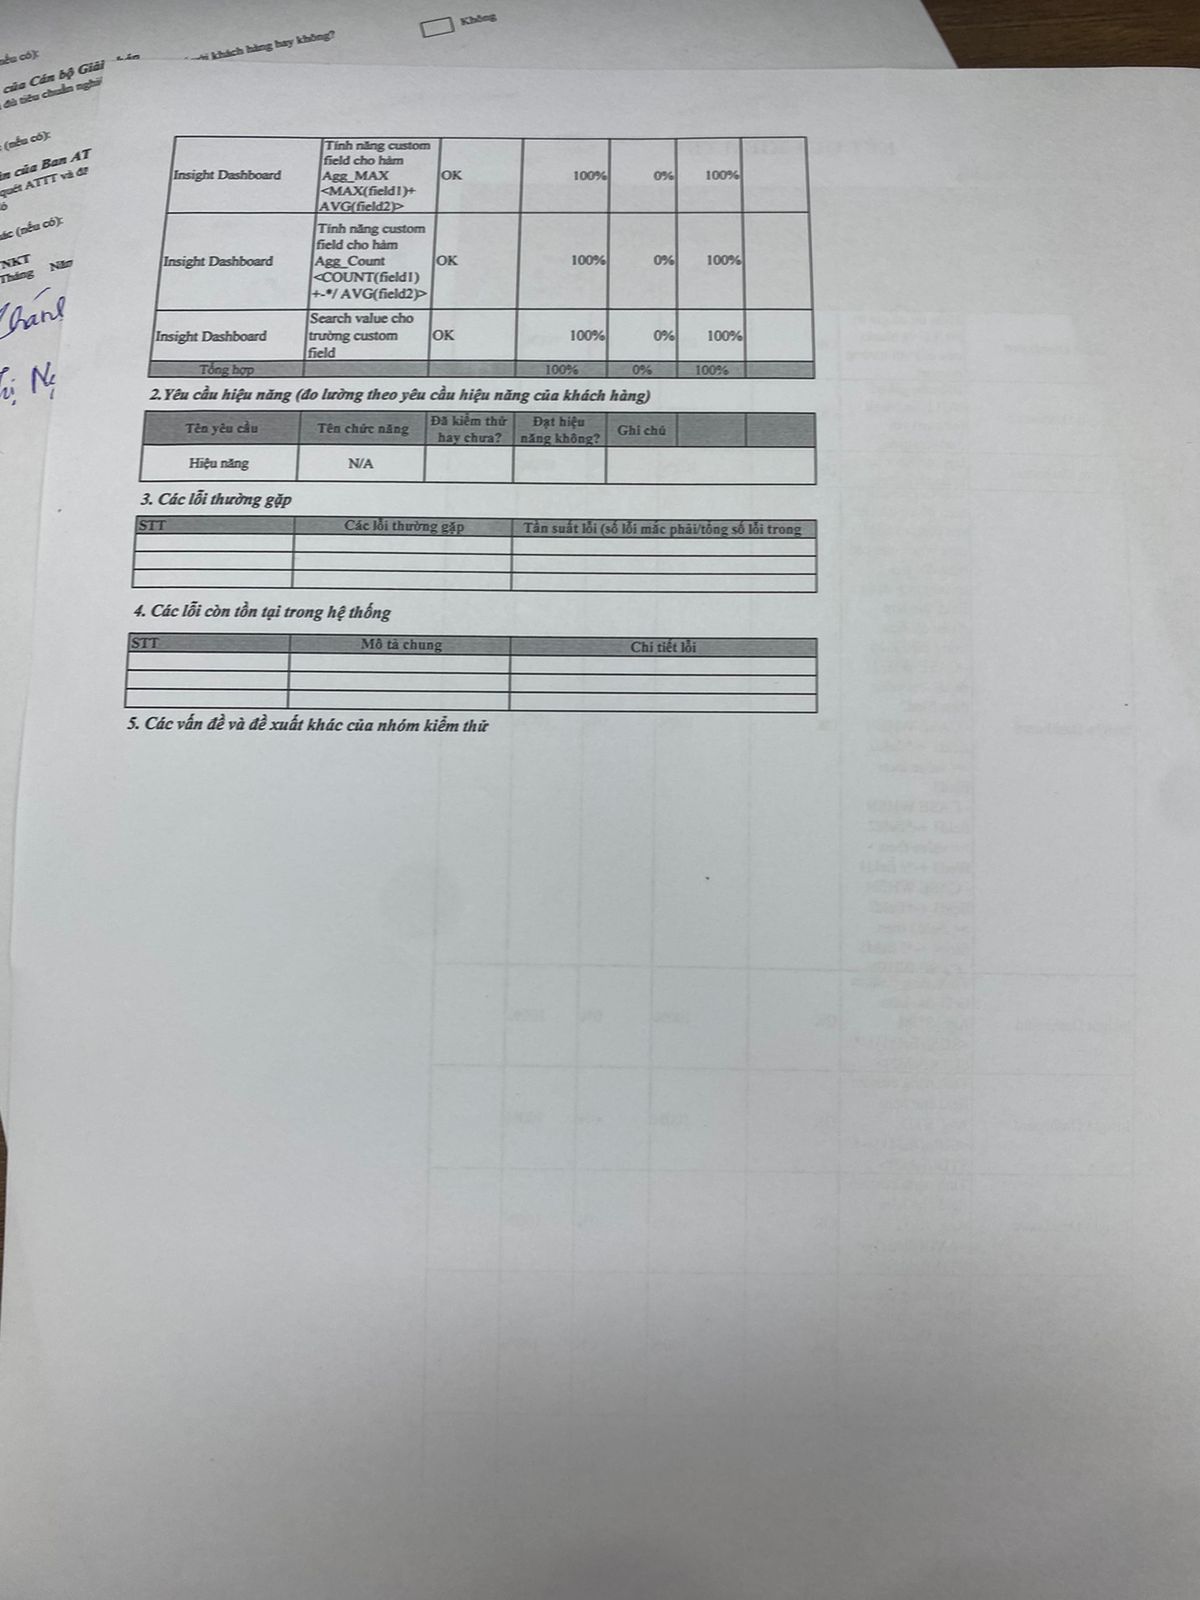 Không
nếu có):
khách hàng hay không?
của Cán bộ Giải
đủ tiêu chuẩn
(nếu có):
của Ban AT
quét ATTT và
(nếu có):
TNKT
Tháng
Insight Dashboard Tính năng custom field cho hàm Agg_MAX <MAX(field1)+ AVG(field2)> OK 100% 0% 100%
Insight Dashboard Tính năng custom field cho hàm Agg_Count <COUNT(field1) +-*/ AVG(field2)> OK 100% 0% 100%
Insight Dashboard Search value cho trường custom field OK 100% 0% 100%
Tổng hợp 100% 0% 100%
2. Yêu cầu hiệu năng (đo lường theo yêu cầu hiệu năng của khách hàng)
Tên yêu cầu Tên chức năng Đã kiểm thử hay chưa? Đạt hiệu năng không? Ghi chú
Hiệu năng N/A
3. Các lỗi thường gặp
STT Các lỗi thường gặp Tần suất lỗi (số lỗi mắc phải/tổng số lỗi trong
4. Các lỗi còn tồn tại trong hệ thống
STT Mô tả chung Chi tiết lỗi
5. Các vấn đề và đề xuất khác của nhóm kiểm thử